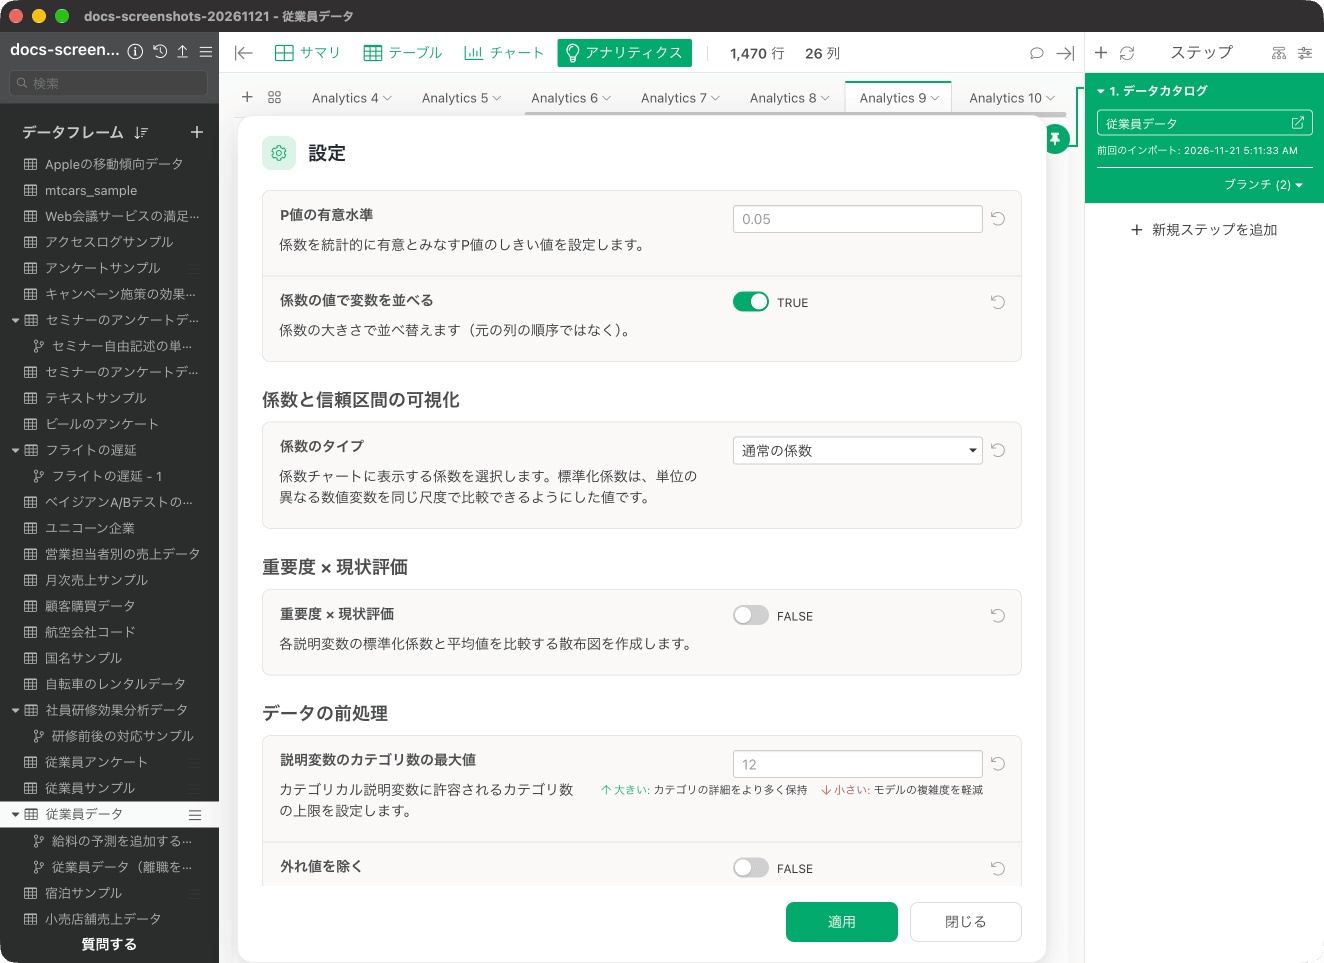 docs-screenshots-20261121 - 従業員データ
docs-screen...
検索
データフレーム
Appleの移動傾向データ
mtcars_sample
Web会議サービスの満足…
アクセスログサンプル
アンケートサンプル
キャンペーン施策の効果…
セミナーのアンケートデ…
セミナー自由記述の単…
セミナーのアンケートデ…
テキストサンプル
ビールのアンケート
フライトの遅延
フライトの遅延 - 1
ベイジアンA/Bテストの…
ユニコーン企業
営業担当者別の売上データ
月次売上サンプル
顧客購買データ
航空会社コード
国名サンプル
自転車のレンタルデータ
社員研修効果分析データ
研修前後の対応サンプル
従業員アンケート
従業員サンプル
従業員データ
給料の予測を追加する…
従業員データ（離職を…
宿泊サンプル
小売店舗売上データ
質問する
サマリ
テーブル
チャート
アナリティクス
1,470 行
26 列
Analytics 4
Analytics 5
Analytics 6
Analytics 7
Analytics 8
Analytics 9
Analytics 10
設定
P値の有意水準
0.05
係数を統計的に有意とみなすP値のしきい値を設定します。
係数の値で変数を並べる
TRUE
係数の大きさで並べ替えます（元の列の順序ではなく）。
係数と信頼区間の可視化
係数のタイプ
通常の係数
係数チャートに表示する係数を選択します。標準化係数は、単位の
異なる数値変数を同じ尺度で比較できるようにした値です。
重要度 × 現状評価
重要度 × 現状評価
FALSE
各説明変数の標準化係数と平均値を比較する散布図を作成します。
データの前処理
説明変数のカテゴリ数の最大値
12
カテゴリカル説明変数に許容されるカテゴリ数
の上限を設定します。
↑ 大きい: カテゴリの詳細をより多く保持
↓ 小さい: モデルの複雑度を軽減
外れ値を除く
FALSE
適用
閉じる
ステップ
1. データカタログ
従業員データ
前回のインポート: 2026-11-21 5:11:33 AM
ブランチ (2)
新規ステップを追加